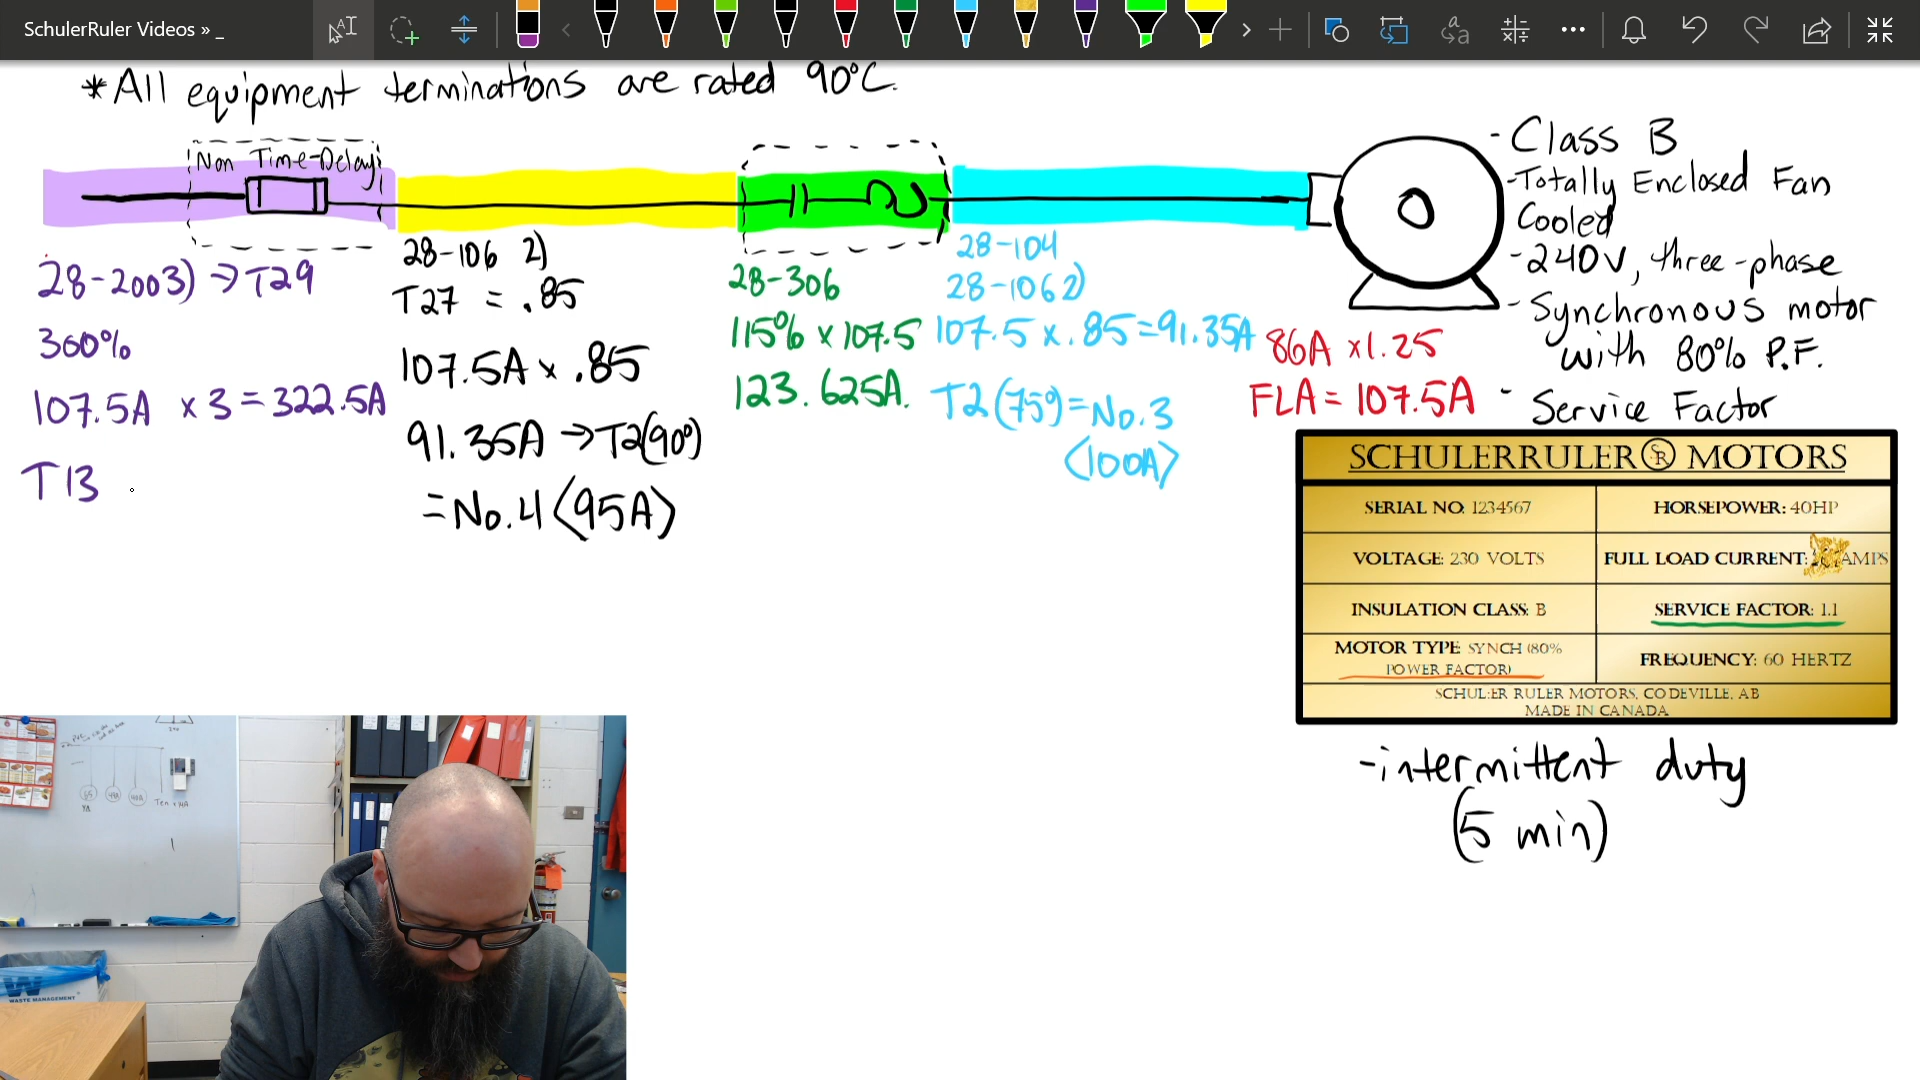 SchulerRuler Videos » _
*All equipment terminations are rated 90°C.
Non Time-Delay
28-2003) → T29
300%
107.5A x 3 = 322.5A
T13
28-106 2)
T27 = .85
107.5A x .85
91.35A → T2(90°)
= No. 4 (95A)
28-306
115% x 107.5
123.625A.
28-104
28-106 2)
107.5 x .85 = 91.35A
T2 (75°) = No. 3
(100A)
86A x 1.25
FLA = 107.5A
- Class B
- Totally Enclosed Fan
Cooled
- 240V, three-phase
- Synchronous motor
with 80% P.F.
- Service Factor
SCHULERRULER SR MOTORS
SERIAL NO: 1234567
HORSEPOWER: 40HP
VOLTAGE: 230 VOLTS
FULL LOAD CURRENT: AMPS
INSULATION CLASS: B
SERVICE FACTOR: 1.1
MOTOR TYPE SYNCH (80%
POWER FACTOR)
FREQUENCY: 60 HERTZ
SCHUL:ER RULER MOTORS, CODEVILLE, AB
MADE IN CANADA
- intermittent duty
(5 min)
WASTE MANAGEMENT